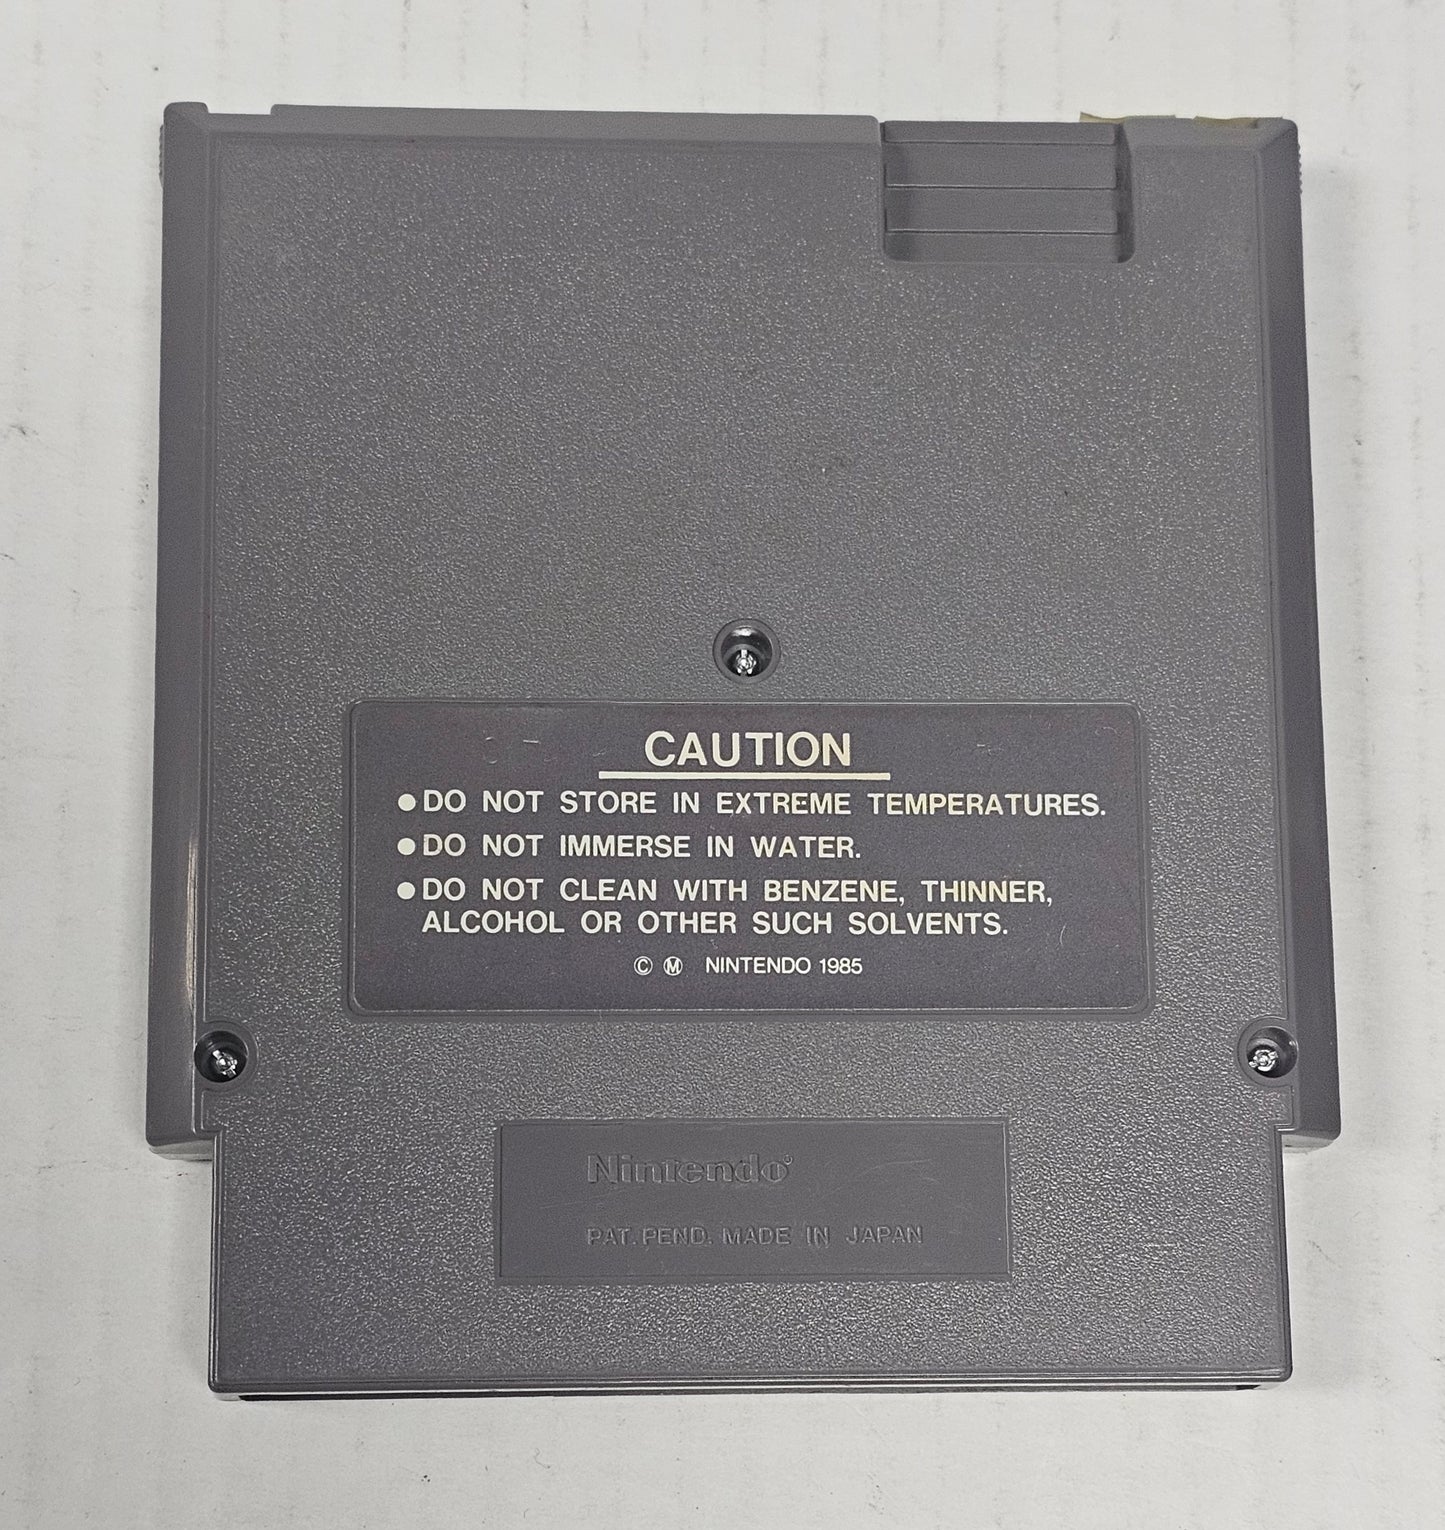 CAUTION
● DO NOT STORE IN EXTREME TEMPERATURES.
● DO NOT IMMERSE IN WATER.
● DO NOT CLEAN WITH BENZENE, THINNER,
ALCOHOL OR OTHER SUCH SOLVENTS.
© Ⓜ NINTENDO 1985
Nintendo®
PAT. PEND. MADE IN JAPAN